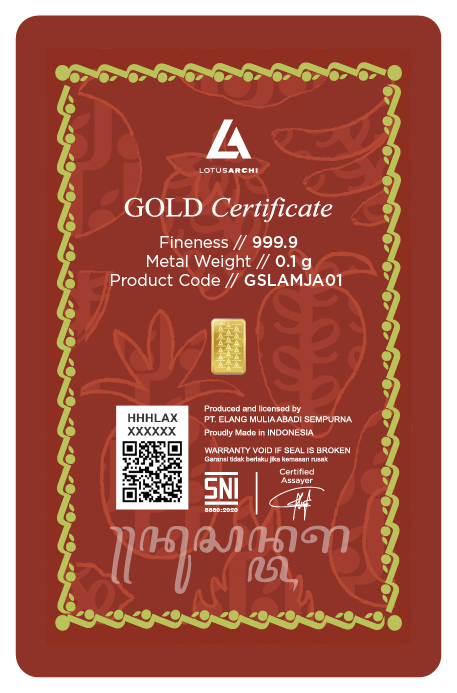 LOTUSARCHI
GOLD Certificate
Fineness // 999.9
Metal Weight // 0.1 g
Product Code // GSLAMJA01
HHHLAX
XXXXXX
Produced and licensed by
PT. ELANG MULIA ABADI SEMPURNA
Proudly Made in INDONESIA
WARRANTY VOID IF SEAL IS BROKEN
Garansi tidak berlaku jika kemasan rusak
SNI
8880:2020
Certified
Assayer